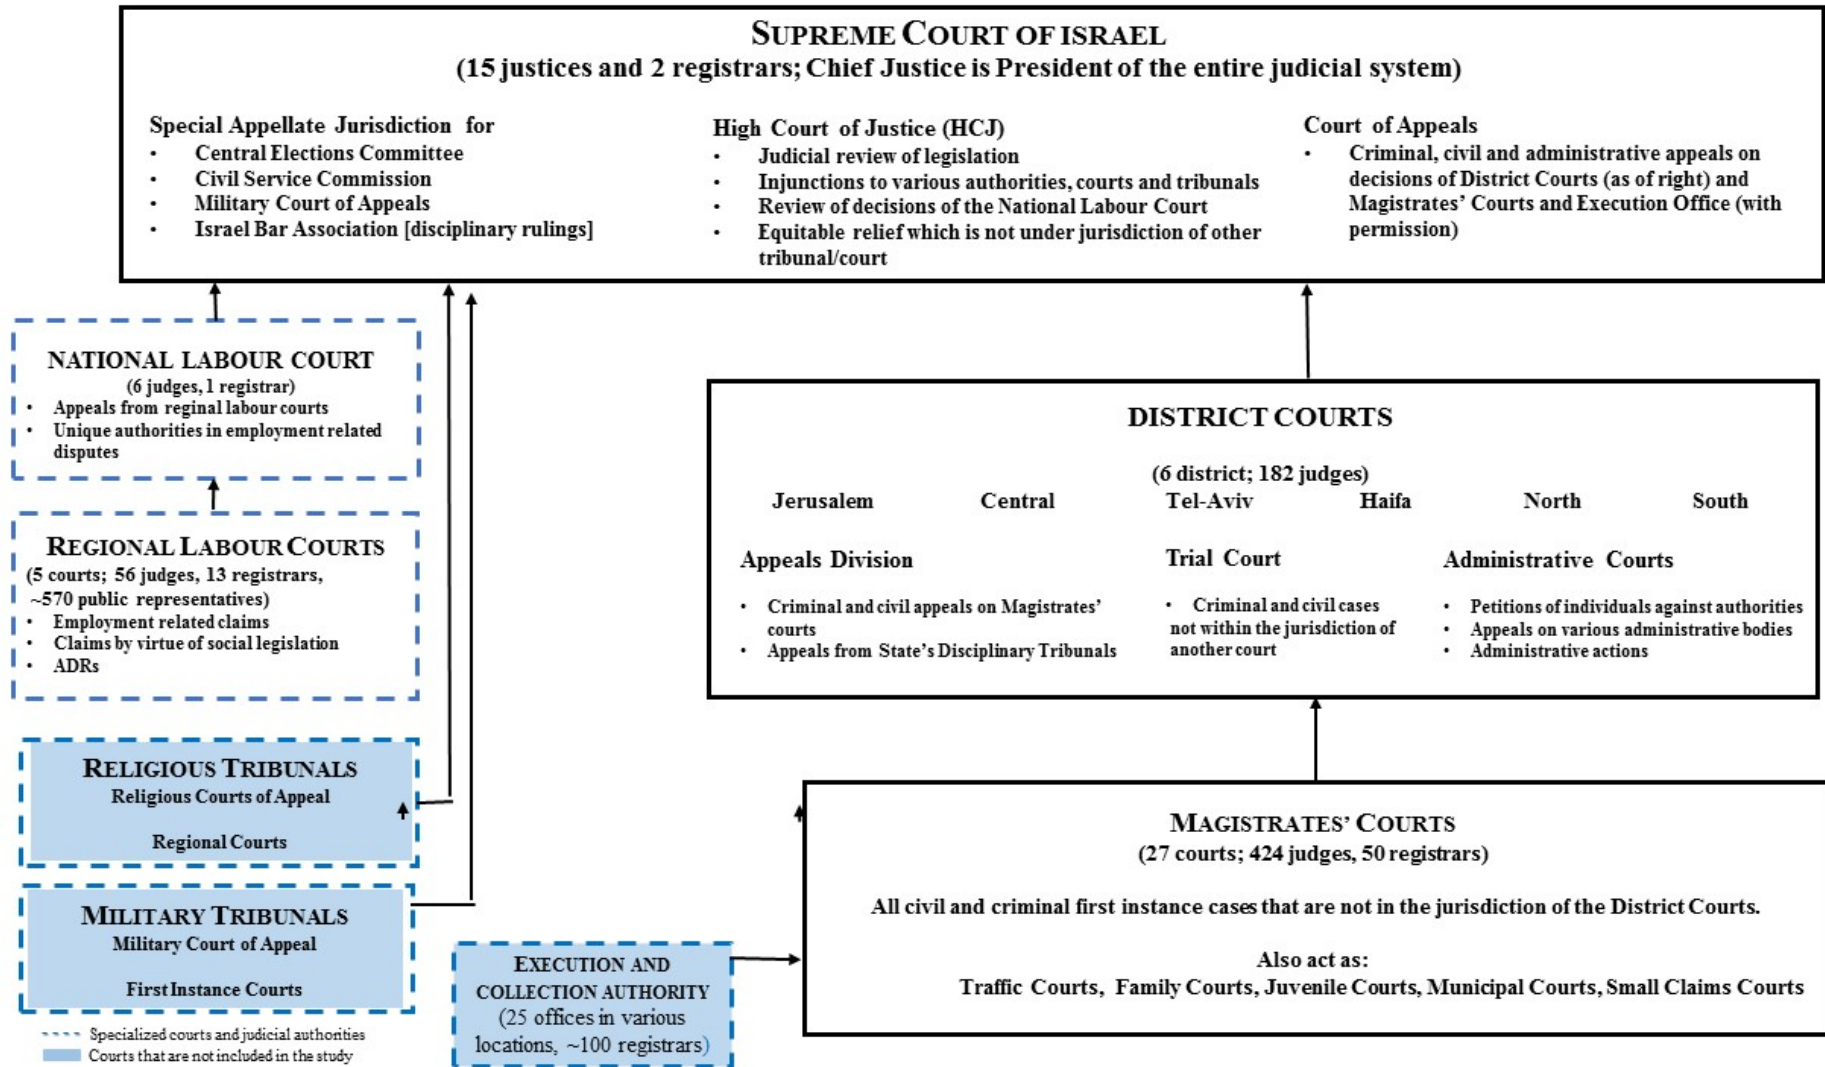 SUPREME COURT OF ISRAEL
(15 justices and 2 registrars; Chief Justice is President of the entire judicial system)
Special Appellate Jurisdiction for
• Central Elections Committee
• Civil Service Commission
• Military Court of Appeals
• Israel Bar Association [disciplinary rulings]
High Court of Justice (HCJ)
• Judicial review of legislation
• Injunctions to various authorities, courts and tribunals
• Review of decisions of the National Labour Court
• Equitable relief which is not under jurisdiction of other
tribunal/court
Court of Appeals
• Criminal, civil and administrative appeals on
decisions of District Courts (as of right) and
Magistrates' Courts and Execution Office (with
permission)
NATIONAL LABOUR COURT
(6 judges, 1 registrar)
• Appeals from reginal labour courts
• Unique authorities in employment related
disputes
REGIONAL LABOUR COURTS
(5 courts; 56 judges, 13 registrars,
~570 public representatives)
• Employment related claims
• Claims by virtue of social legislation
• ADRs
RELIGIOUS TRIBUNALS
Religious Courts of Appeal
Regional Courts
MILITARY TRIBUNALS
Military Court of Appeal
First Instance Courts
Specialized courts and judicial authorities
Courts that are not included in the study
EXECUTION AND
COLLECTION AUTHORITY
(25 offices in various
locations, ~100 registrars)
DISTRICT COURTS
(6 district; 182 judges)
Jerusalem Central Tel-Aviv Haifa North South
Appeals Division
• Criminal and civil appeals on Magistrates'
courts
• Appeals from State's Disciplinary Tribunals
Trial Court
• Criminal and civil cases
not within the jurisdiction of
another court
Administrative Courts
• Petitions of individuals against authorities
• Appeals on various administrative bodies
• Administrative actions
MAGISTRATES' COURTS
(27 courts; 424 judges, 50 registrars)
All civil and criminal first instance cases that are not in the jurisdiction of the District Courts.
Also act as:
Traffic Courts, Family Courts, Juvenile Courts, Municipal Courts, Small Claims Courts